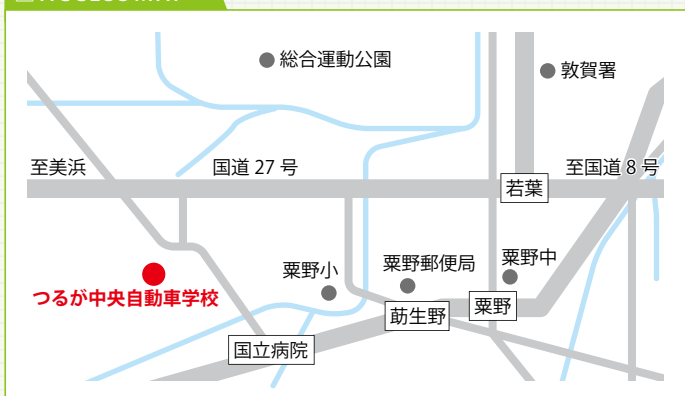 総合運動公園
敦賀署
至美浜
国道 27 号
至国道 8 号
若葉
つるが中央自動車学校
粟野小
粟野郵便局
粟野中
莇生野
粟野
国立病院